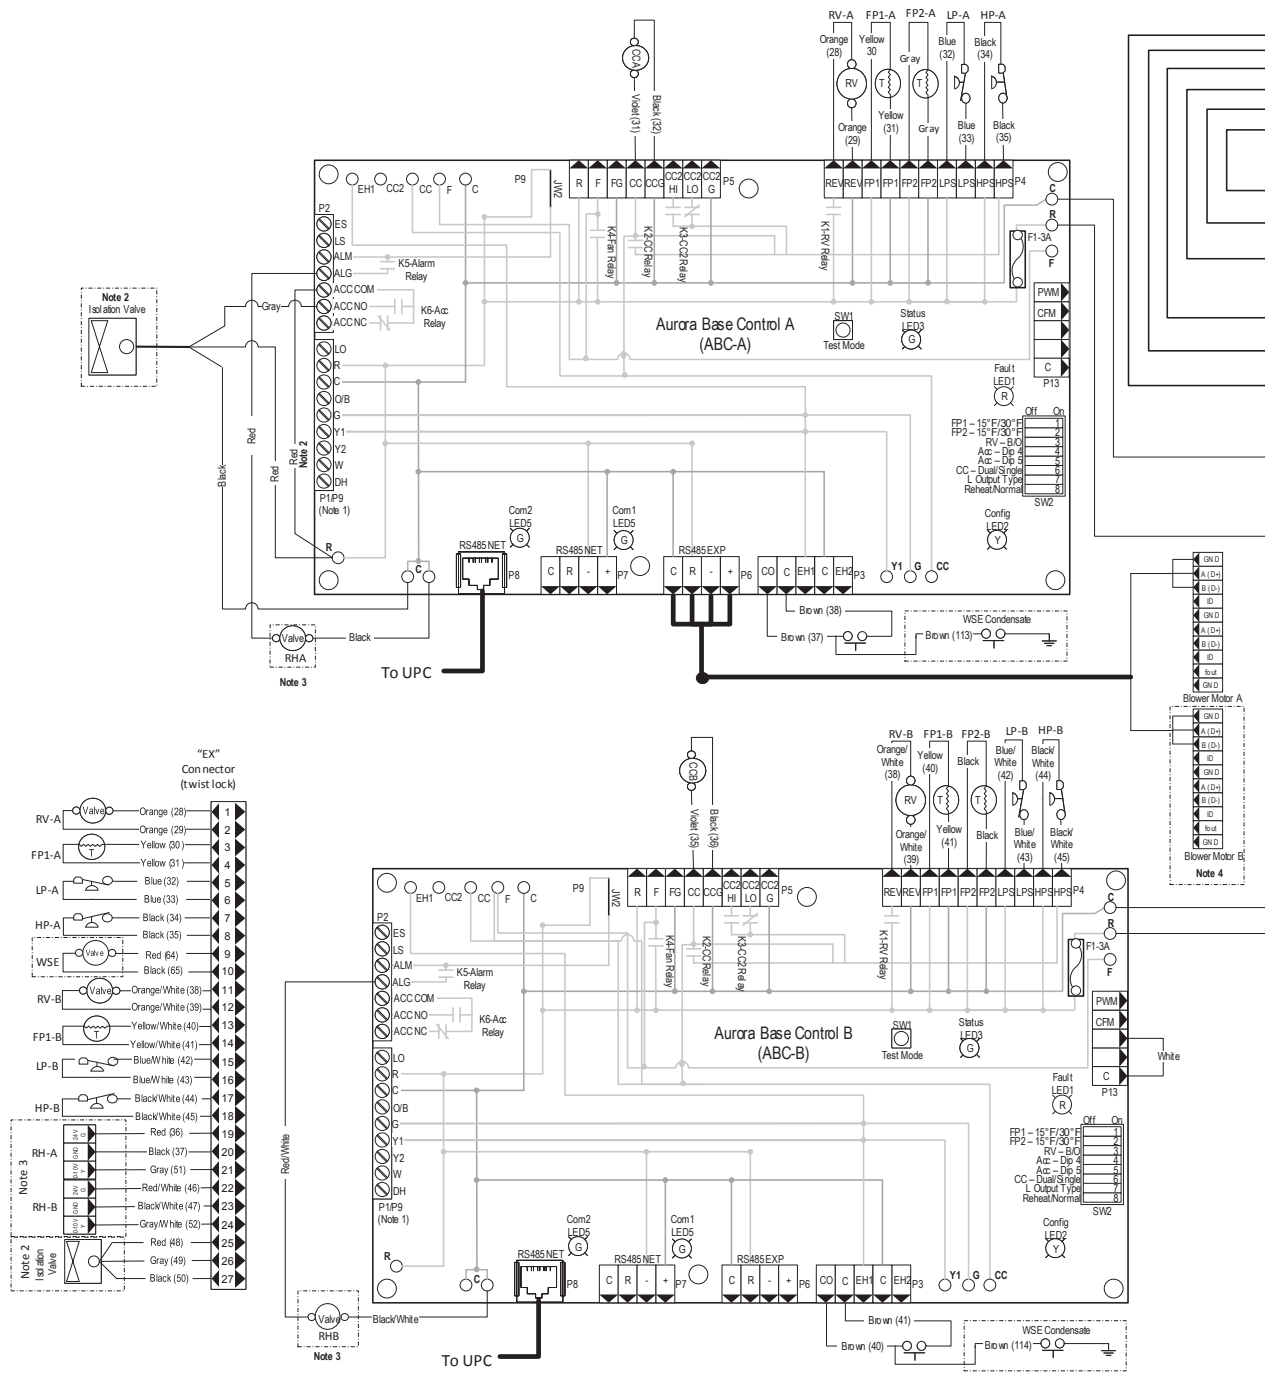 RV-A FP1-A FP2-A LP-A HP-A
Orange (28)
Yellow 30
Gray
Blue (32)
Black (34)
CCA
RV
T
T
Violet (31)
Black (32)
Orange (29)
Yellow (31)
Gray
Blue (33)
Black (35)
EH1 CC2 CC F C
P9
JW2
R F FG CC CCG CC2 HI CC2 LO CC2 G
P5
REV REV FP1 FP1 FP2 FP2 LPS LPS HPS HPS
P4
C
R
F1-3A
F
P2
ES
LS
ALM
ALG
ACC COM
ACC NO
ACC NC
K5-Alarm Relay
K6-Acc Relay
K4-Fan Relay
K2-CC Relay
K3-CC2 Relay
K1-RV Relay
Note 2
Isolation Valve
Gray
Aurora Base Control A
(ABC-A)
SW1
Test Mode
Status
LED3
G
PWM
CFM
C
P13
Fault
LED1
R
LO
R
C
O/B
G
Y1
Y2
W
DH
P1/P9
(Note 1)
Off On
FP1 – 15°F/30°F 1
FP2 – 15°F/30°F 2
RV – B/O 3
Acc – Dip 4 4
Acc – Dip 5 5
CC – Dual/Single 6
L Output Type 7
Reheat/Normal 8
SW2
Red
Black
Red
Red
Note 2
R
C
Com2
LED5
G
Com1
LED5
G
Config
LED2
Y
RS485 NET
P8
RS485 NET
C R - +
P7
RS485 EXP
C R - +
P6
CO C EH1 C EH2
P3
Y1 G CC
Valve
RHA
Note 3
Black
To UPC
Brown (38)
Brown (37)
WSE Condensate
Brown (113)
GND
A (D+)
B (D-)
ID
GND
A (D+)
B (D-)
ID
fout
GND
Blower Motor A
GND
A (D+)
B (D-)
ID
GND
A (D+)
B (D-)
ID
fout
GND
Blower Motor B
Note 4
"EX"
Connector
(twist lock)
RV-A
Valve
Orange (28) 1
Orange (29) 2
FP1-A
T
Yellow (30) 3
Yellow (31) 4
LP-A
Blue (32) 5
Blue (33) 6
HP-A
Black (34) 7
Black (35) 8
WSE
Valve
Red (64) 9
Black (65) 10
RV-B
Valve
Orange/White (38) 11
Orange/White (39) 12
FP1-B
T
Yellow/White (40) 13
Yellow/White (41) 14
LP-B
Blue/White (42) 15
Blue/White (43) 16
HP-B
Black/White (44) 17
Black/White (45) 18
Note 3
RH-A
24V G
GND
0-10V Y
Red (36) 19
Black (37) 20
Gray (51) 21
RH-B
24V G
GND
0-10V Y
Red/White (46) 22
Black/White (47) 23
Gray/White (52) 24
Note 2
Isolation Valve
Red (48) 25
Gray (49) 26
Black (50) 27
RV-B FP1-B FP2-B LP-B HP-B
Orange/White (38)
Yellow (40)
Black
Blue/White (42)
Black/White (44)
CCB
RV
T
T
Violet (35)
Black (36)
Orange/White (39)
Yellow (41)
Black
Blue/White (43)
Black/White (45)
EH1 CC2 CC F C
P9
JW2
R F FG CC CCG CC2 HI CC2 LO CC2 G
P5
REV REV FP1 FP1 FP2 FP2 LPS LPS HPS HPS
P4
C
R
F1-3A
F
P2
ES
LS
ALM
ALG
ACC COM
ACC NO
ACC NC
K5-Alarm Relay
K6-Acc Relay
K4-Fan Relay
K2-CC Relay
K3-CC2 Relay
K1-RV Relay
Aurora Base Control B
(ABC-B)
SW1
Test Mode
Status
LED3
G
PWM
CFM
C
P13
White
Fault
LED1
R
LO
R
C
O/B
G
Y1
Y2
W
DH
P1/P9
(Note 1)
Off On
FP1 – 15°F/30°F 1
FP2 – 15°F/30°F 2
RV – B/O 3
Acc – Dip 4 4
Acc – Dip 5 5
CC – Dual/Single 6
L Output Type 7
Reheat/Normal 8
SW2
Red/White
R
C
Com2
LED5
G
Com1
LED5
G
Config
LED2
Y
RS485 NET
P8
RS485 NET
C R - +
P7
RS485 EXP
C R - +
P6
CO C EH1 C EH2
P3
Y1 G CC
Valve
RHB
Note 3
Black/White
To UPC
Brown (41)
Brown (40)
WSE Condensate
Brown (114)